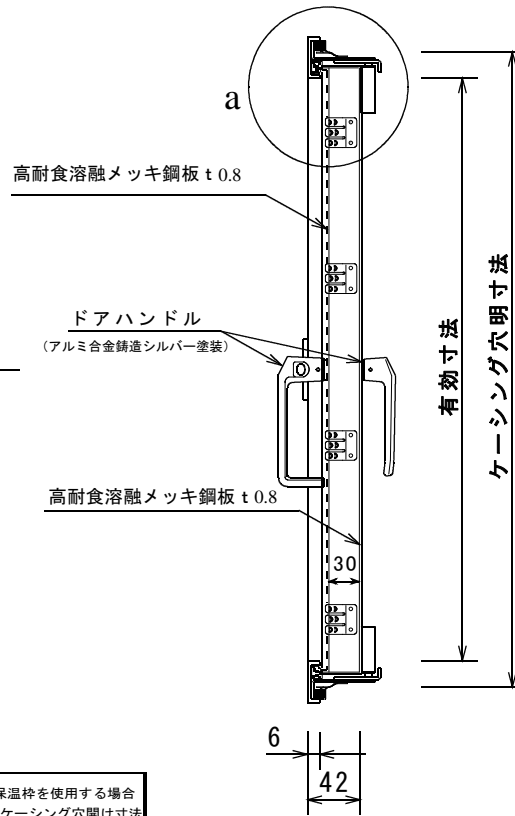 a
高耐食溶融メッキ鋼板 t 0.8
ドアハンドル
(アルミ合金鋳造シルバー塗装)
有効寸法
ケーシング穴明寸法
高耐食溶融メッキ鋼板 t 0.8
30
6
42
保温枠を使用する場合
ケーシング穴開け寸法